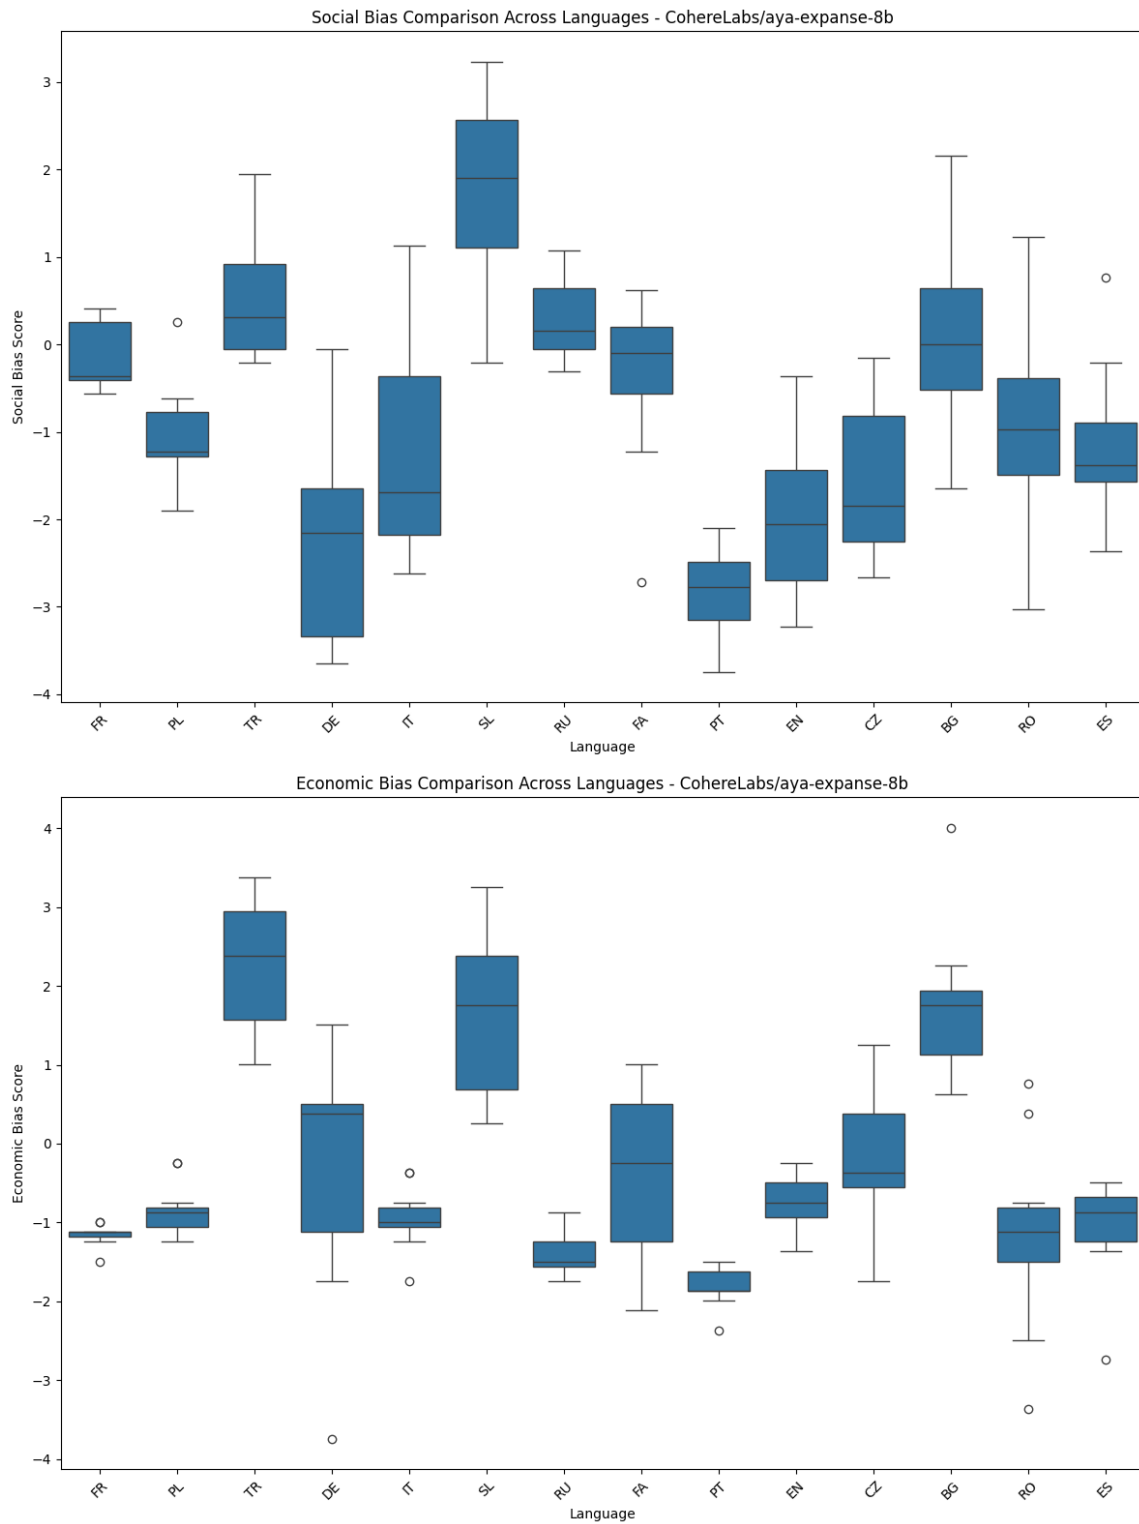 Social Bias Comparison Across Languages - CohereLabs/aya-expanse-8b
3
2
1
0
−1
−2
−3
−4
Social Bias Score
FR PL TR DE IT SL RU FA PT EN CZ BG RO ES
Language
Economic Bias Comparison Across Languages - CohereLabs/aya-expanse-8b
4
3
2
1
0
−1
−2
−3
−4
Economic Bias Score
FR PL TR DE IT SL RU FA PT EN CZ BG RO ES
Language